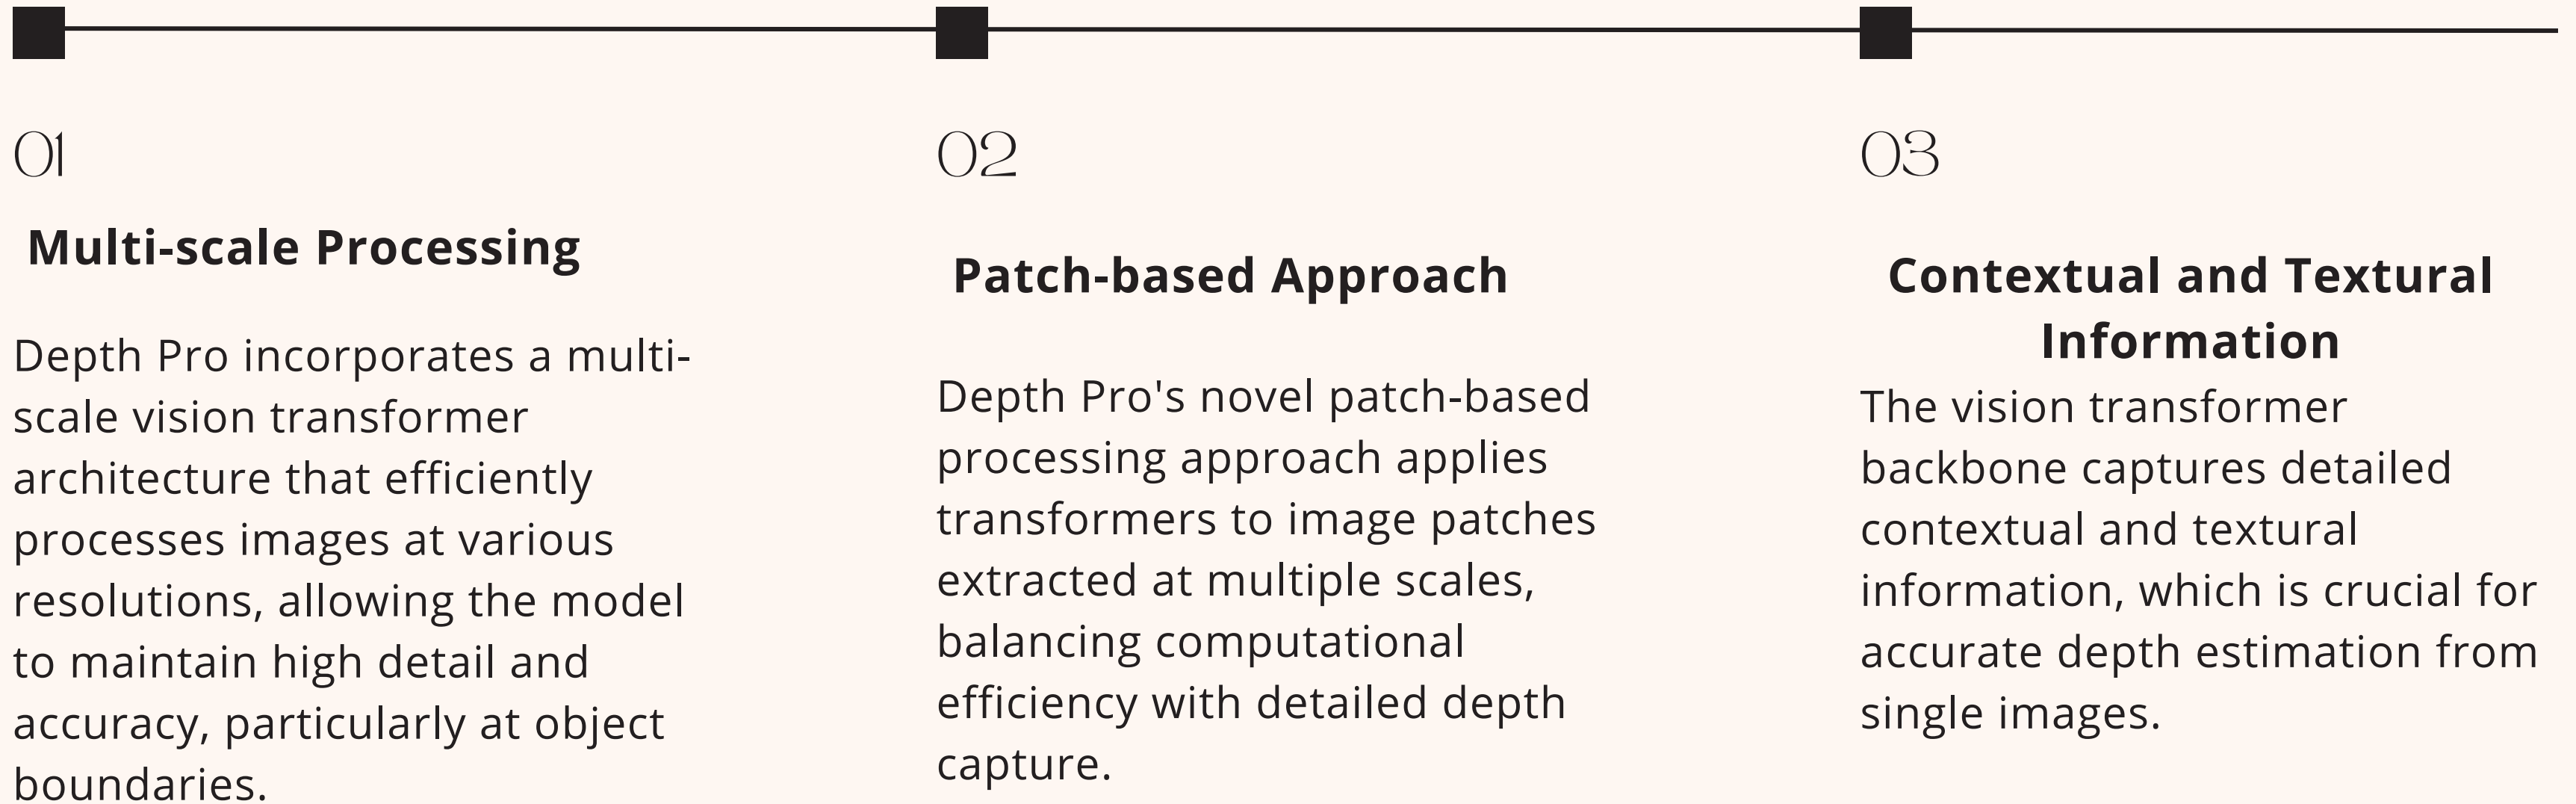 01
Multi-scale Processing
Depth Pro incorporates a multi-
scale vision transformer
architecture that efficiently
processes images at various
resolutions, allowing the model
to maintain high detail and
accuracy, particularly at object
boundaries.
02
Patch-based Approach
Depth Pro's novel patch-based
processing approach applies
transformers to image patches
extracted at multiple scales,
balancing computational
efficiency with detailed depth
capture.
03
Contextual and Textural
Information
The vision transformer
backbone captures detailed
contextual and textural
information, which is crucial for
accurate depth estimation from
single images.